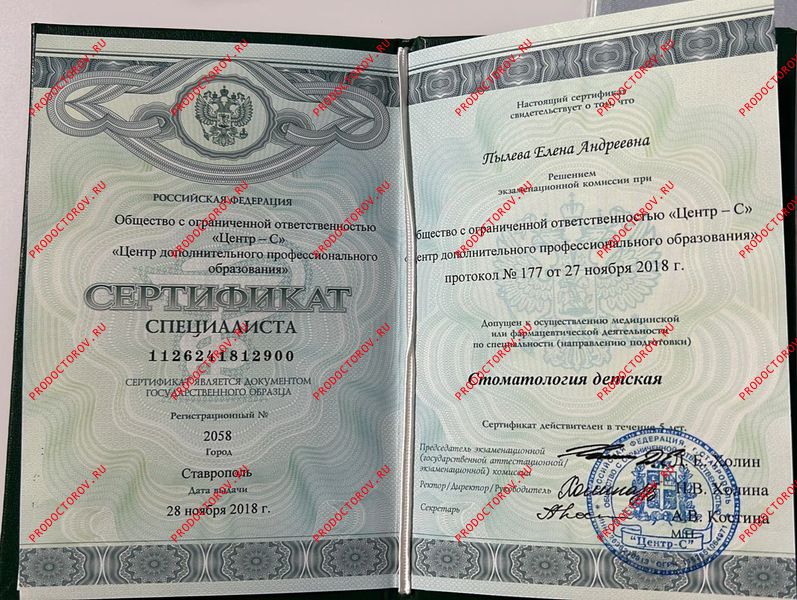 РОССИЙСКАЯ ФЕДЕРАЦИЯ
Общество с ограниченной ответственностью
«Центр – С»
«Центр дополнительного профессионального
образования»
СЕРТИФИКАТ
СПЕЦИАЛИСТА
1126241812900
СЕРТИФИКАТ ЯВЛЯЕТСЯ ДОКУМЕНТОМ
ГОСУДАРСТВЕННОГО ОБРАЗЦА
Регистрационный №
2058
Город
Ставрополь
Дата выдачи
28 ноября 2018 г.
Настоящий сертификат
свидетельствует о том, что
Пылева Елена Андреевна
Решением
экзаменационной комиссии при
Общество с ограниченной ответственностью «Центр – С»
«Центр дополнительного профессионального образования»
протокол № 177 от 27 ноября 2018 г.
Допущен к осуществлению медицинской
или фармацевтической деятельности
по специальности (направлению подготовки)
Стоматология детская
Сертификат действителен в течение 5 лет.
Председатель экзаменационной
(государственной аттестационной/
экзаменационной) комиссии
Холин
Ректор/Директор/Руководитель
Н.В. Холина
Секретарь
А.В. Костина
М.П.
"Центр-С"
PRODOCTOROV.RU